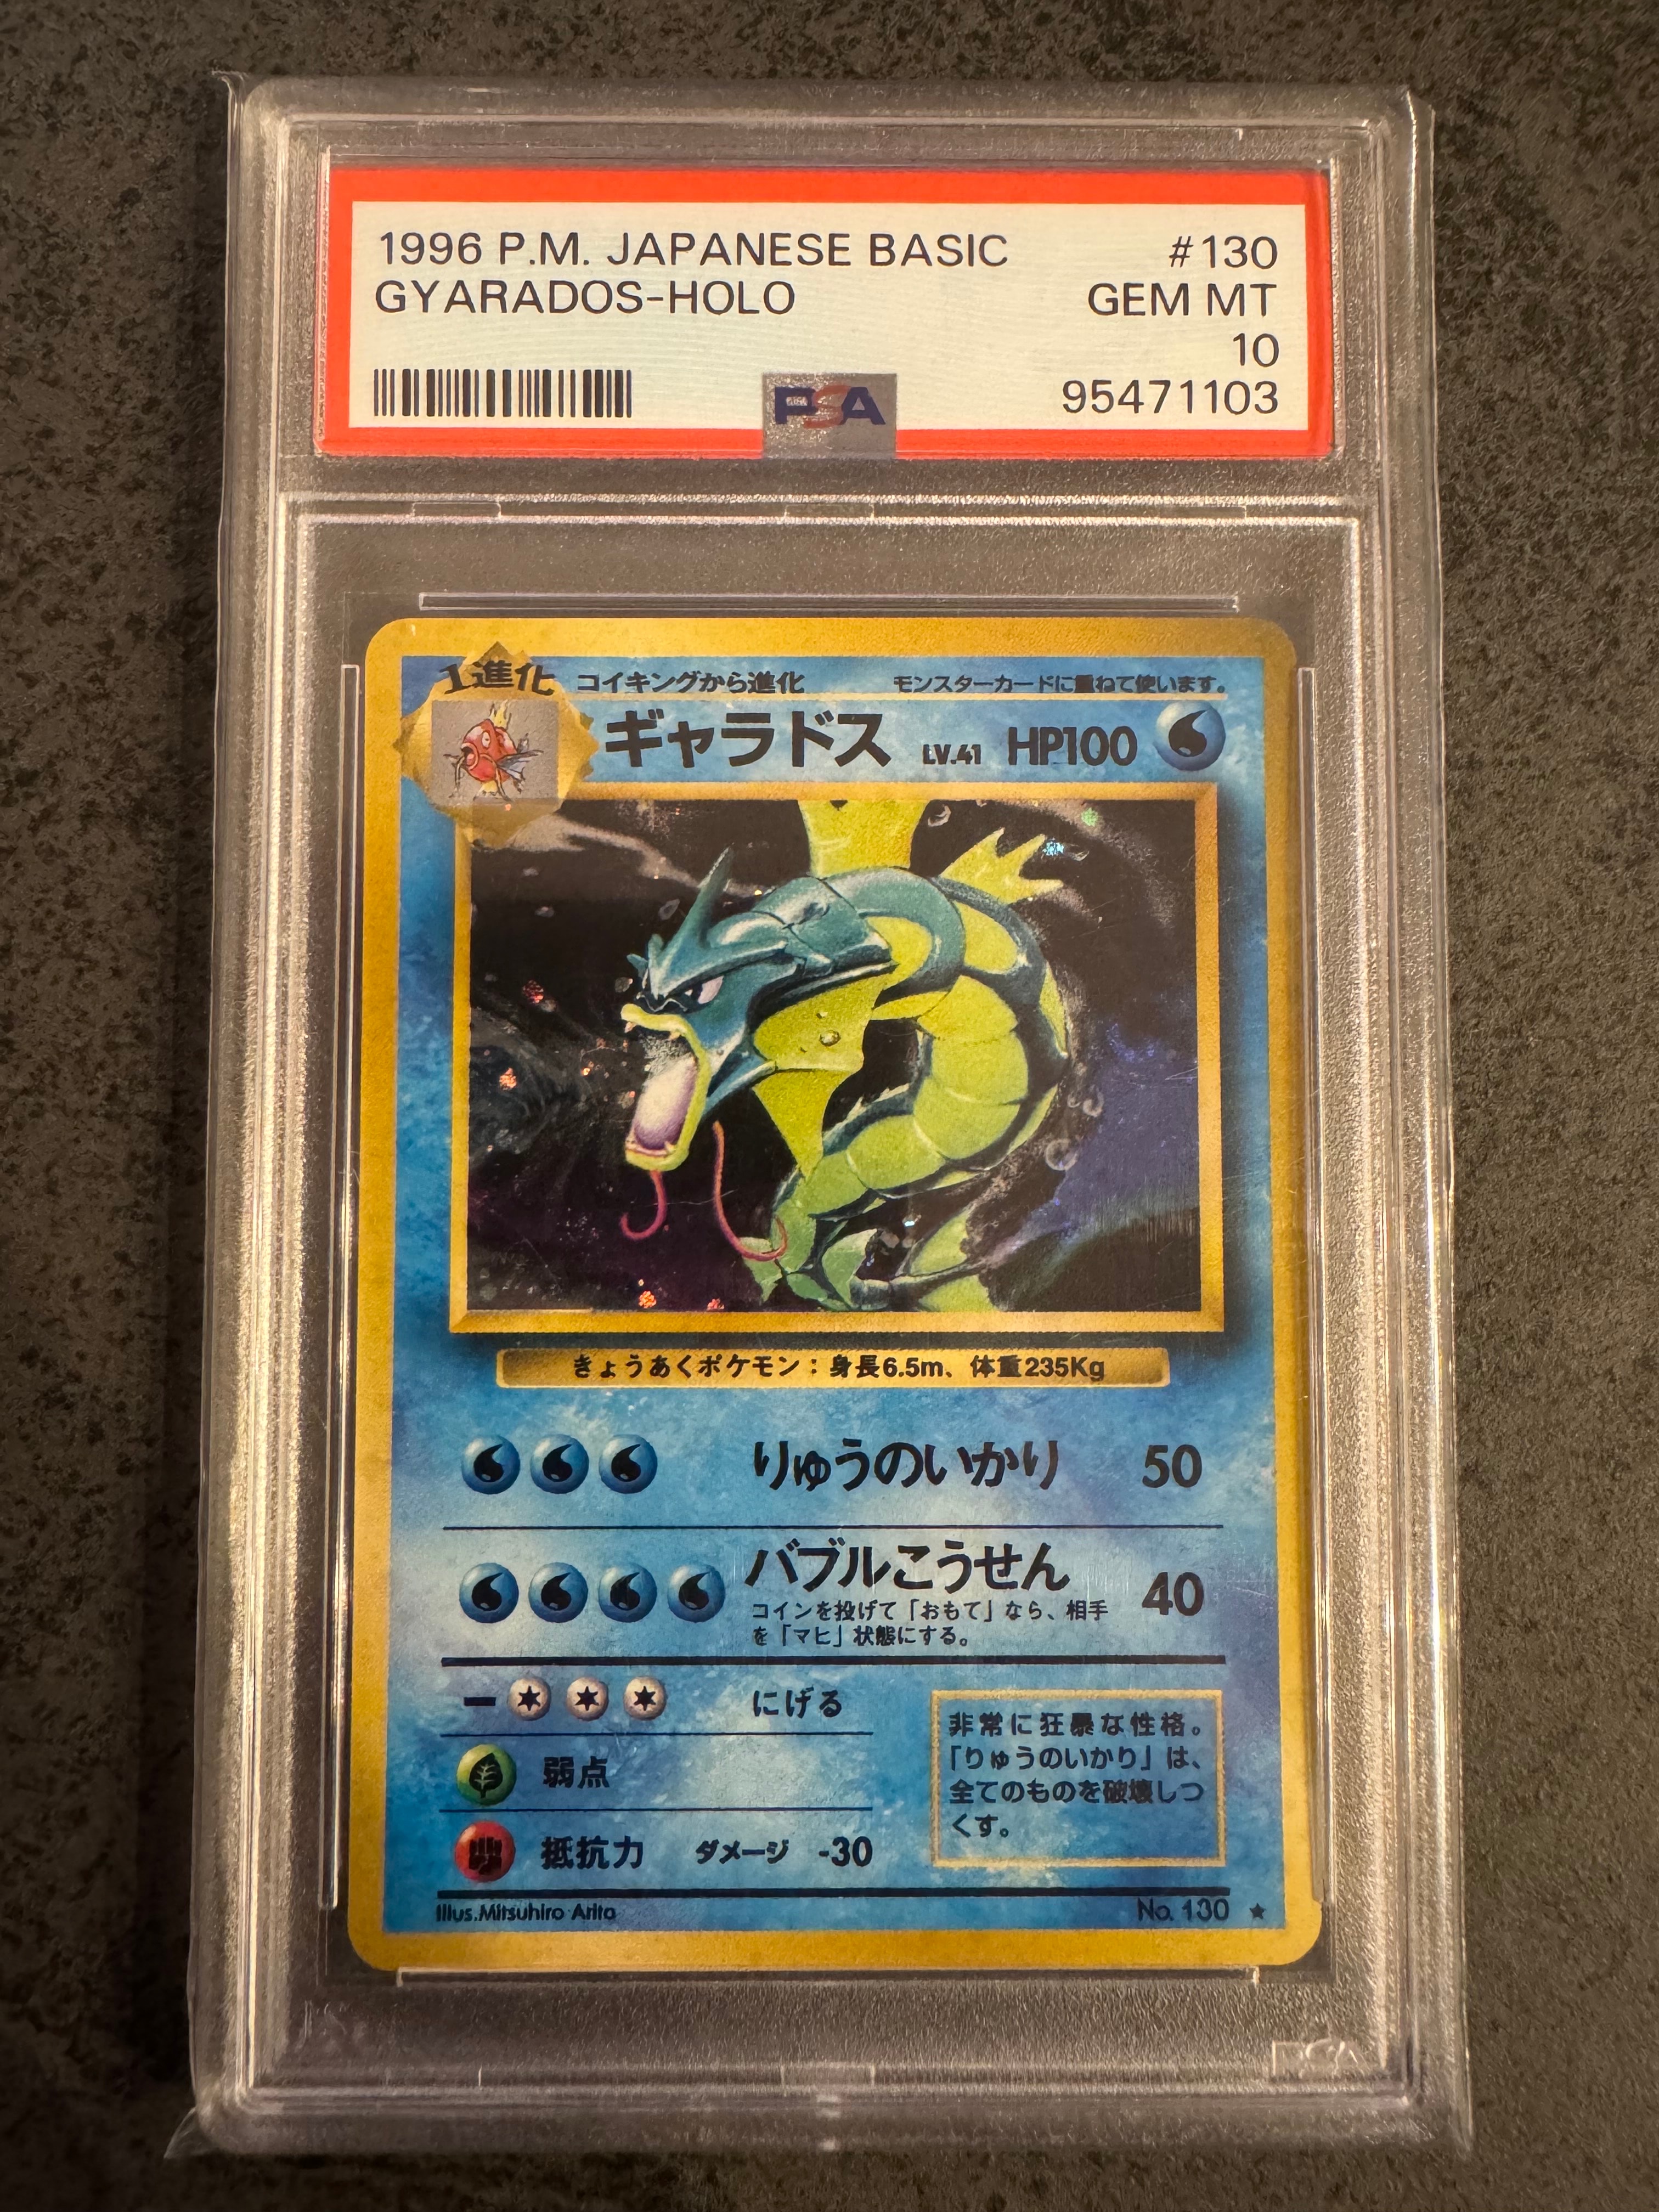 1996 P.M. JAPANESE BASIC #130
GYARADOS-HOLO GEM MT
10
PSA 95471103
1進化 コイキングから進化 モンスターカードに重ねて使います。
ギャラドス LV.41 HP100
きょうあくポケモン：身長6.5m、体重235Kg
りゅうのいかり 50
バブルこうせん 40
コインを投げて「おもて」なら、相手
を「マヒ」状態にする。
にげる
弱点
抵抗力 ダメージ -30
非常に狂暴な性格。
「りゅうのいかり」は、
全てのものを破壊しつ
くす。
Illus.Mitsuhiro Arita No. 130 ★
PSA